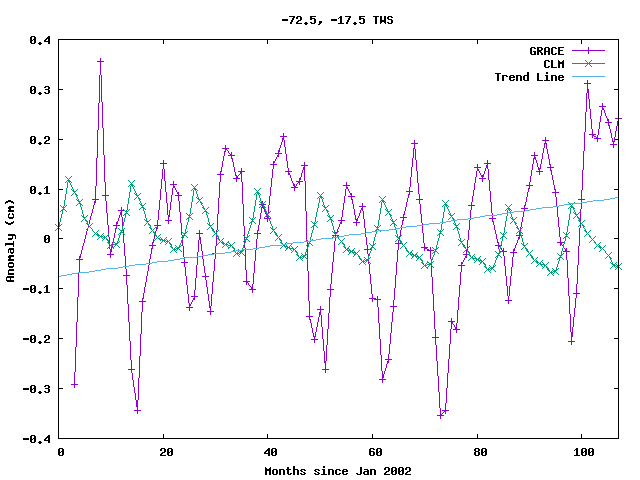 -72.5, -17.5 TWS
GRACE
CLM
Trend Line
0.4
0.3
0.2
0.1
0
-0.1
-0.2
-0.3
-0.4
Anomaly (cm)
0 20 40 60 80 100
Months since Jan 2002